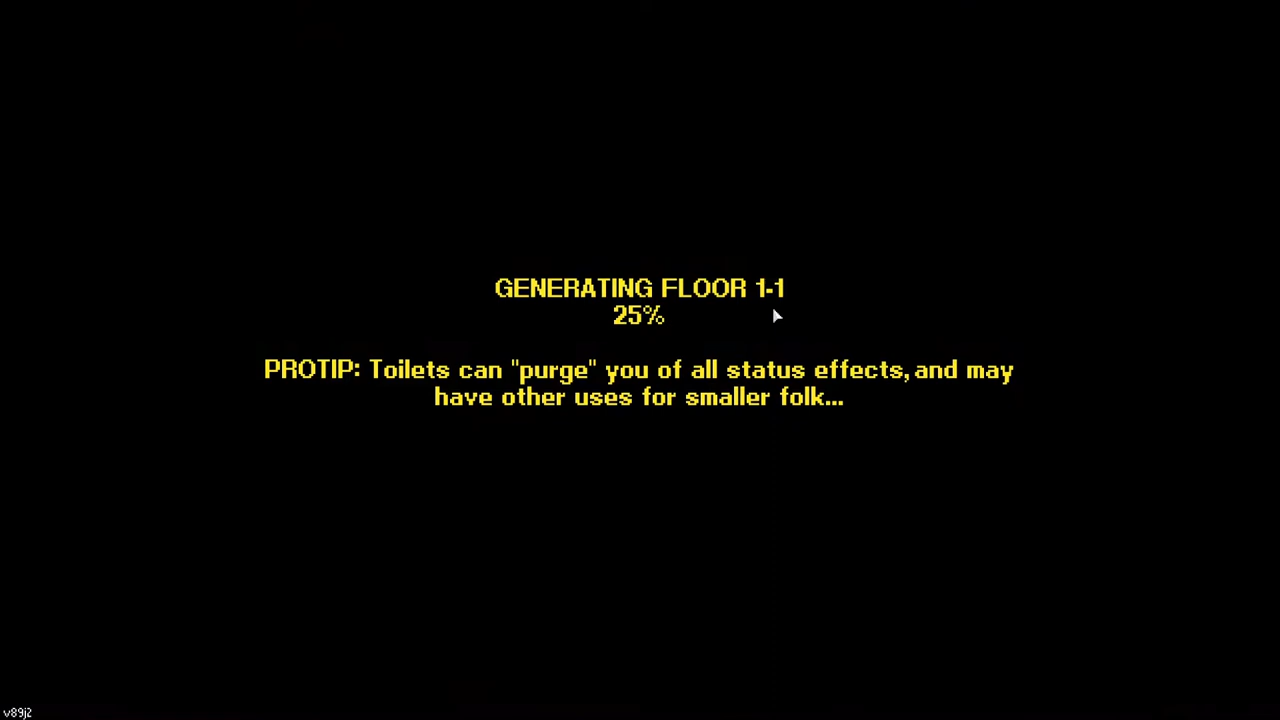 GENERATING FLOOR 1-1
25%
PROTIP: Toilets can "purge" you of all status effects, and may
have other uses for smaller folk...
v89j2